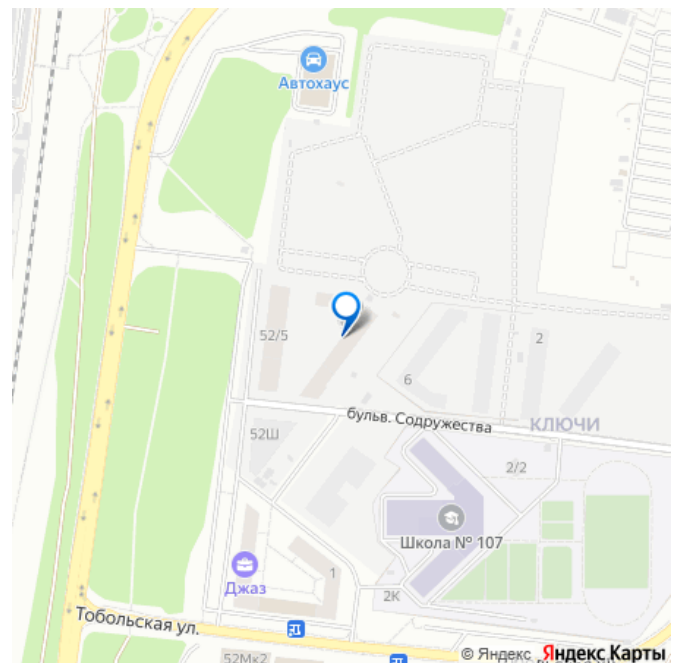 Автохаус
52/5
2
6
бульв. Содружества
КЛЮЧИ
52Ш
2/2
Школа № 107
Джаз
1
2К
Тобольская ул.
52Мк2
© Яндекс Яндекс Карты